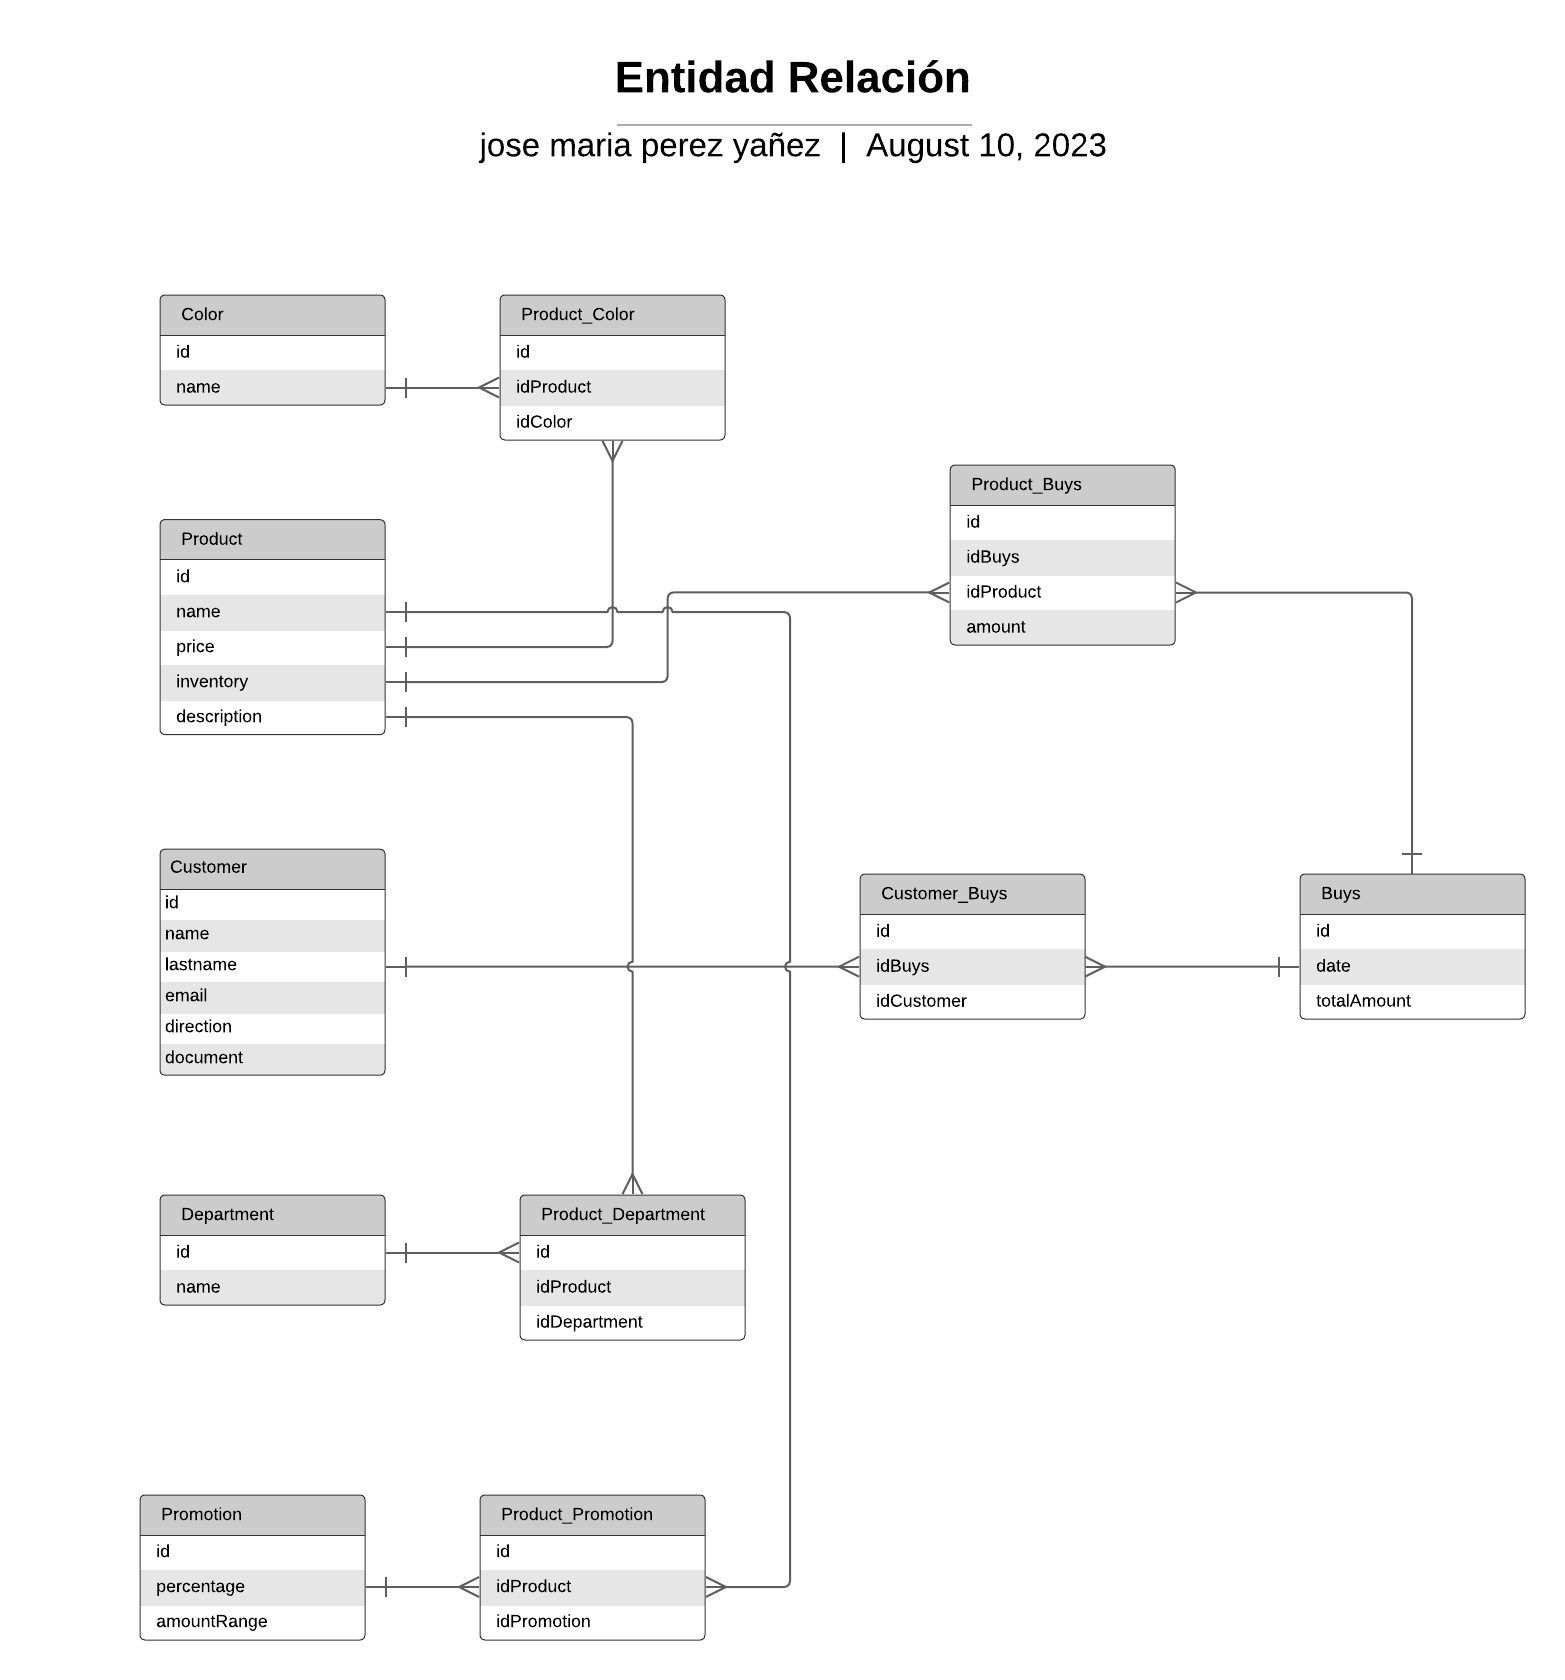 Entidad Relación
jose maria perez yañez | August 10, 2023
Color
id
name
Product_Color
id
idProduct
idColor
Product_Buys
id
idBuys
idProduct
amount
Product
id
name
price
inventory
description
Customer
id
name
lastname
email
direction
document
Customer_Buys
id
idBuys
idCustomer
Buys
id
date
totalAmount
Department
id
name
Product_Department
id
idProduct
idDepartment
Promotion
id
percentage
amountRange
Product_Promotion
id
idProduct
idPromotion